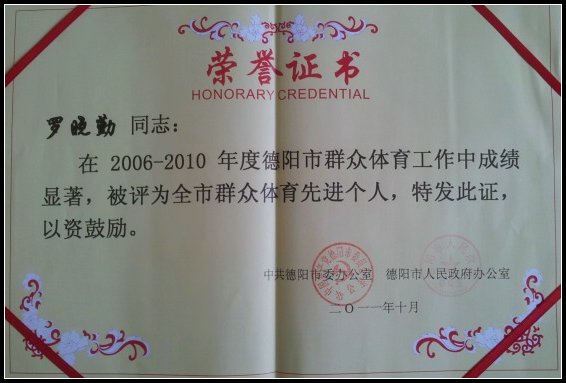 荣誉证书
HONORARY CREDENTIAL
罗晓勤 同志：
在 2006-2010 年度德阳市群众体育工作中成绩
显著，被评为全市群众体育先进个人，特发此证，
以资鼓励。
中共德阳市委办公室 德阳市人民政府办公室
二〇一一年十月